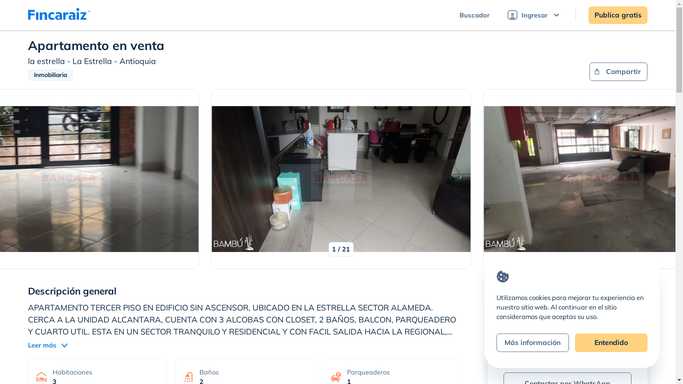 Fincaraiz
Buscador
Ingresar
Publica gratis
Apartamento en venta
la estrella - La Estrella - Antioquia
Inmobiliaria
Compartir
BAMBÚ
1 / 21
BAMBÚ
Descripción general
APARTAMENTO TERCER PISO EN EDIFICIO SIN ASCENSOR, UBICADO EN LA ESTRELLA SECTOR ALAMEDA.
CERCA A LA UNIDAD ALCANTARA, CUENTA CON 3 ALCOBAS CON CLOSET, 2 BAÑOS, BALCON, PARQUEADERO
Y CUARTO UTIL. ESTA EN UN SECTOR TRANQUILO Y RESIDENCIAL Y CON FACIL SALIDA HACIA LA REGIONAL,...
Leer más
Habitaciones
3
Baños
2
Parqueaderos
1
Utilizamos cookies para mejorar tu experiencia en
nuestro sitio web. Al continuar en el sitio
consideramos que aceptas su uso.
Más información
Entendido
Contactar por WhatsApp